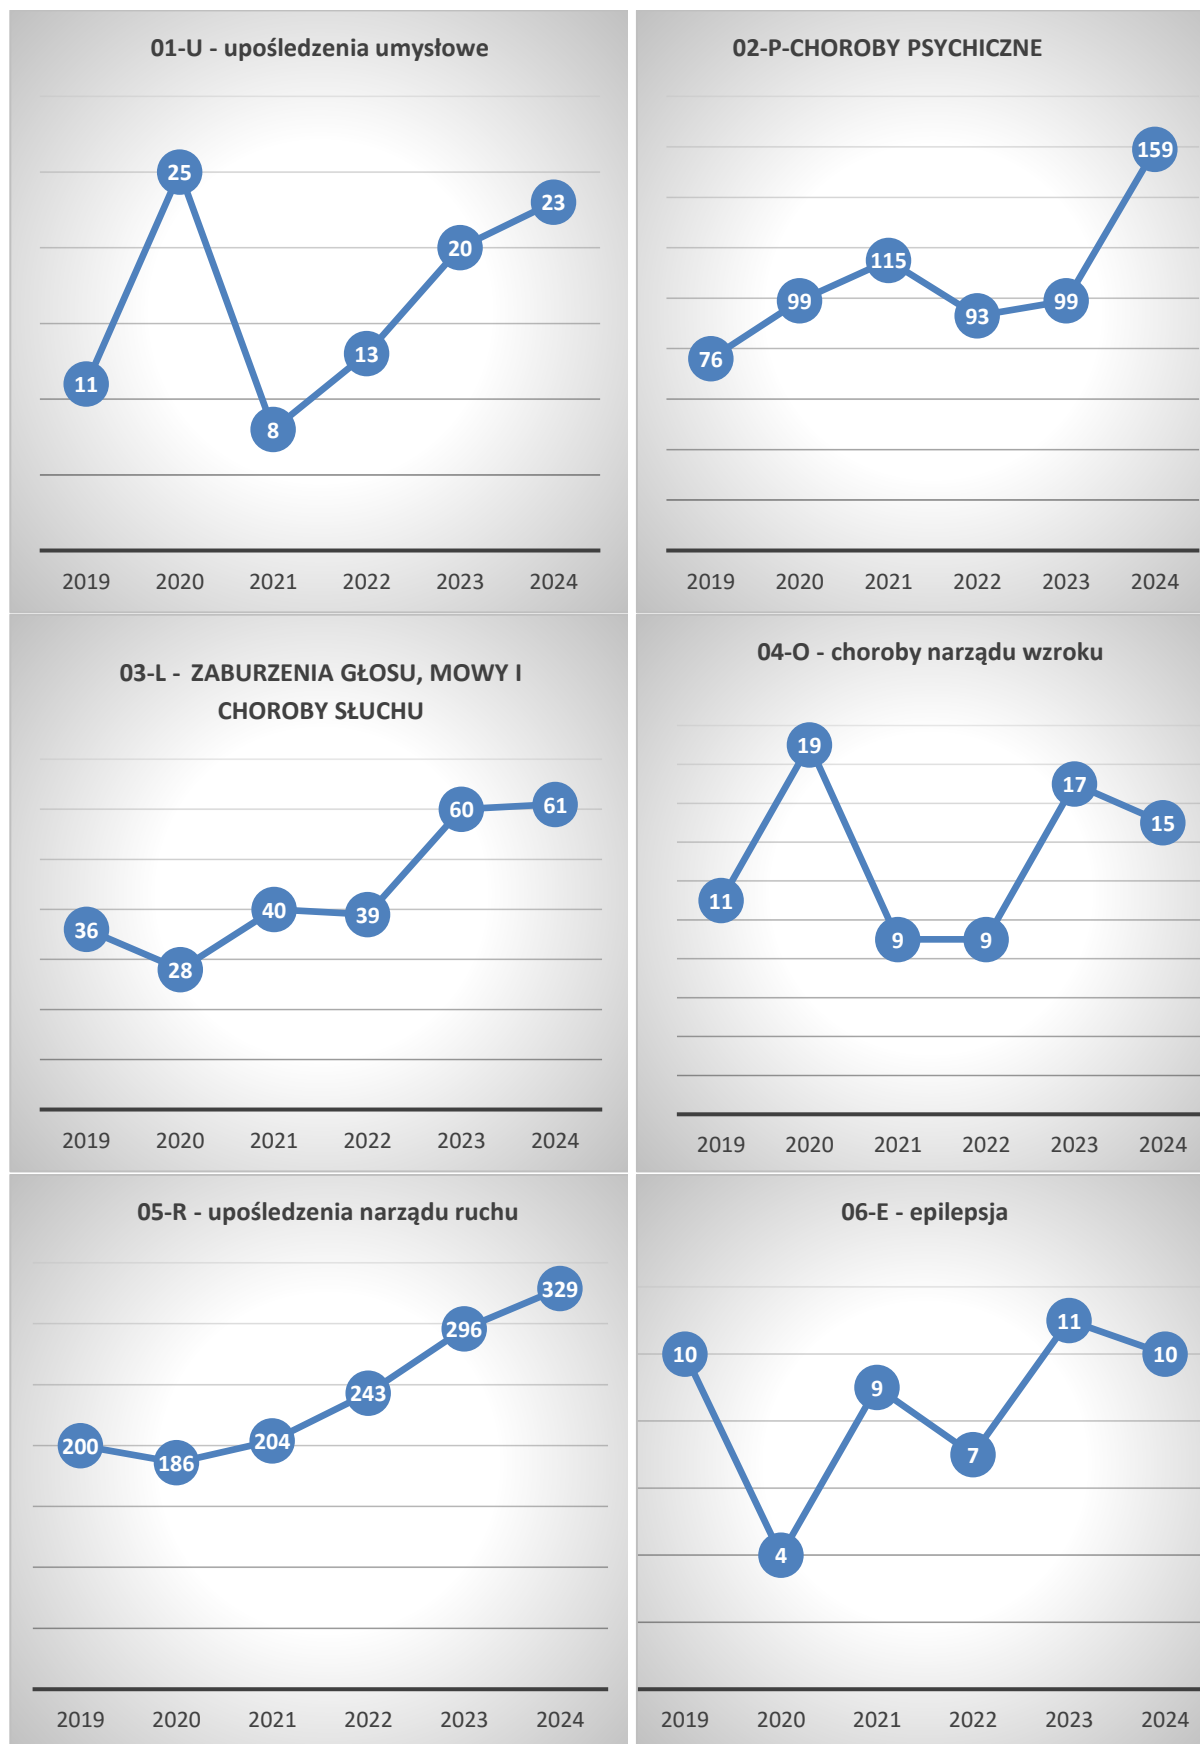 01-U - upośledzenia umysłowe
25
23
20
13
11
8
2019 2020 2021 2022 2023 2024
02-P-CHOROBY PSYCHICZNE
159
115
99
99
93
76
2019 2020 2021 2022 2023 2024
03-L - ZABURZENIA GŁOSU, MOWY I
CHOROBY SŁUCHU
60
61
40
39
36
28
2019 2020 2021 2022 2023 2024
04-O - choroby narządu wzroku
19
17
15
11
9
9
2019 2020 2021 2022 2023 2024
05-R - upośledzenia narządu ruchu
329
296
243
204
200
186
2019 2020 2021 2022 2023 2024
06-E - epilepsja
11
10
10
9
7
4
2019 2020 2021 2022 2023 2024